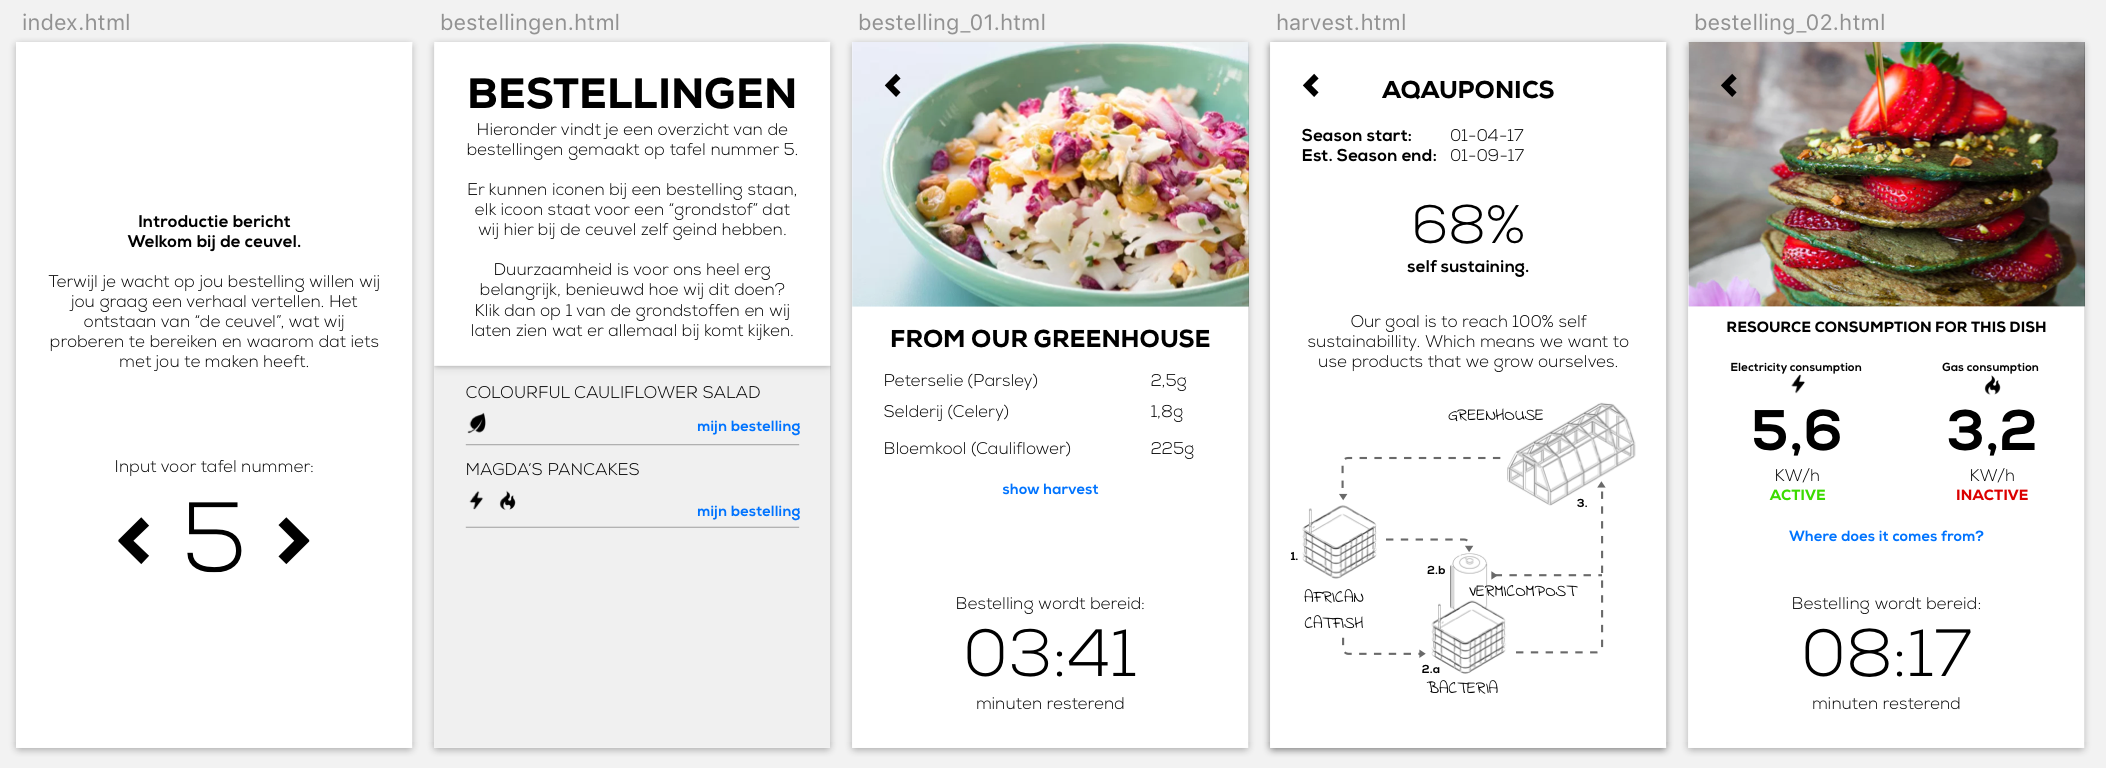 index.html
Introductie bericht
Welkom bij de ceuvel.
Terwijl je wacht op jou bestelling willen wij
jou graag een verhaal vertellen. Het
ontstaan van “de ceuvel”, wat wij
proberen te bereiken en waarom dat iets
met jou te maken heeft.
Input voor tafel nummer:
5
bestellingen.html
BESTELLINGEN
Hieronder vindt je een overzicht van de
bestellingen gemaakt op tafel nummer 5.
Er kunnen iconen bij een bestelling staan,
elk icoon staat voor een “grondstof” dat
wij hier bij de ceuvel zelf geind hebben.
Duurzaamheid is voor ons heel erg
belangrijk, benieuwd hoe wij dit doen?
Klik dan op 1 van de grondstoffen en wij
laten zien wat er allemaal bij komt kijken.
COLOURFUL CAULIFLOWER SALAD
mijn bestelling
MAGDA'S PANCAKES
mijn bestelling
bestelling_01.html
FROM OUR GREENHOUSE
Peterselie (Parsley) 2,5g
Selderij (Celery) 1,8g
Bloemkool (Cauliflower) 225g
show harvest
Bestelling wordt bereid:
03:41
minuten resterend
harvest.html
AQAUPONICS
Season start: 01-04-17
Est. Season end: 01-09-17
68%
self sustaining.
Our goal is to reach 100% self
sustainabillity. Which means we want to
use products that we grow ourselves.
GREENHOUSE
3.
1.
2.b
VERMICOMPOST
AFRICAN
CATFISH
2.a
BACTERIA
bestelling_02.html
RESOURCE CONSUMPTION FOR THIS DISH
Electricity consumption Gas consumption
5,6 3,2
KW/h KW/h
ACTIVE INACTIVE
Where does it comes from?
Bestelling wordt bereid:
08:17
minuten resterend